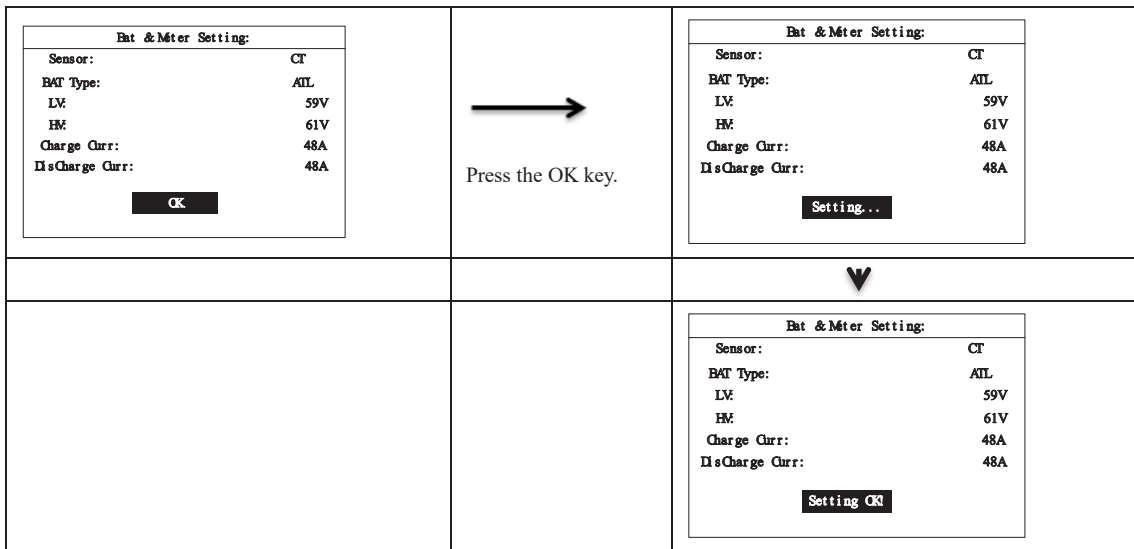 Bat & Meter Setting:
Sensor: CT
BAT Type: ATL
LV: 59V
HV: 61V
Charge Curr: 48A
DisCharge Curr: 48A
OK
Press the OK key.
Bat & Meter Setting:
Sensor: CT
BAT Type: ATL
LV: 59V
HV: 61V
Charge Curr: 48A
DisCharge Curr: 48A
Setting...
Bat & Meter Setting:
Sensor: CT
BAT Type: ATL
LV: 59V
HV: 61V
Charge Curr: 48A
DisCharge Curr: 48A
Setting OK!